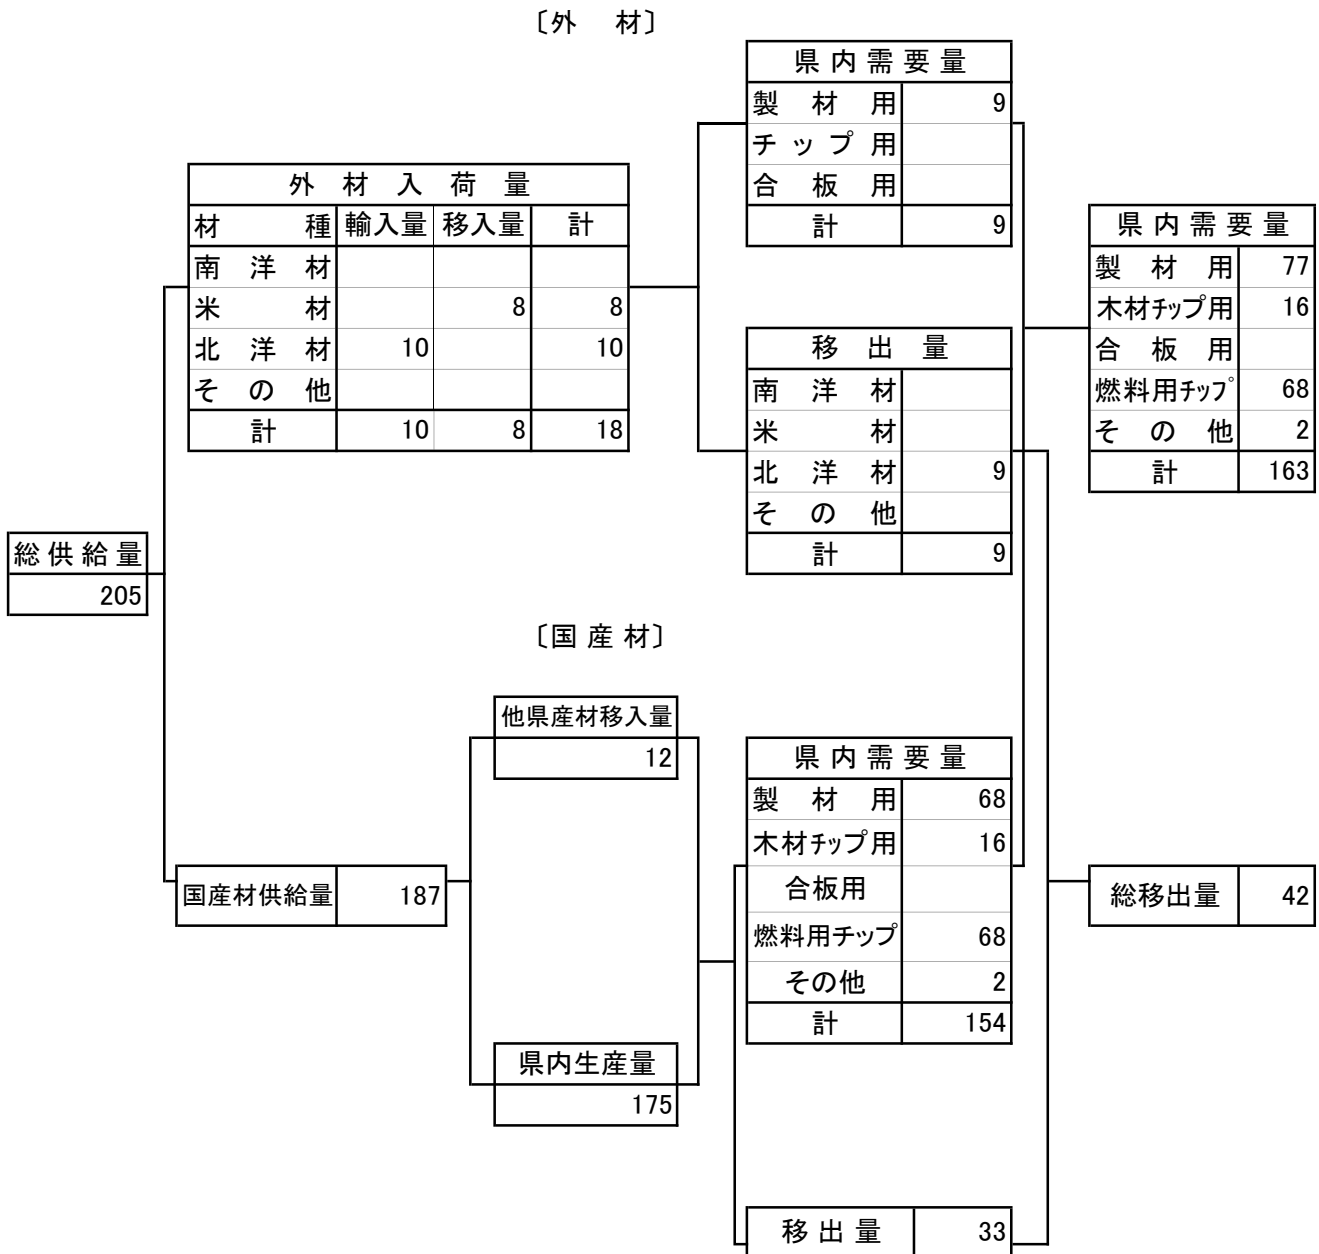 〔外 材〕
県内需要量
製材用 9
チップ用
合板用
計 9
外材入荷量
材種 輸入量 移入量 計
南洋材
米材 8 8
北洋材 10 10
その他
計 10 8 18
移出量
南洋材
米材
北洋材 9
その他
計 9
県内需要量
製材用 77
木材チップ用 16
合板用
燃料用チップ 68
その他 2
計 163
総供給量
205
〔国産材〕
他県産材移入量
12
国産材供給量 187
県内生産量
175
県内需要量
製材用 68
木材チップ用 16
合板用
燃料用チップ 68
その他 2
計 154
移出量 33
総移出量 42